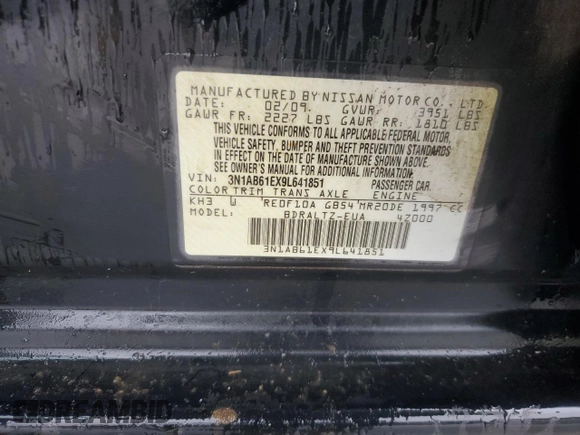 MANUFACTURED BY NISSAN MOTOR CO., LTD.
DATE: 02/09. GVWR: 3951 LBS
GAWR FR: 2227 LBS GAWR RR: 1810 LBS
THIS VEHICLE CONFORMS TO ALL APPLICABLE FEDERAL MOTOR
VEHICLE SAFETY, BUMPER AND THEFT PREVENTION STANDARDS
IN EFFECT ON THE DATE OF MANUFACTURE SHOWN ABOVE.
SEE OWNER'S MANUAL FOR ADDITIONAL INFORMATION.
VIN: 3N1AB61EX9L641851 PASSENGER CAR.
COLOR TRIM TRANS AXLE ENGINE
KH3 W RE0F10A GB54 MR20DE 1997 CC
MODEL: BDRALTZ-EUA 4Z000
3N1AB61EX9L641851
DREAMBID